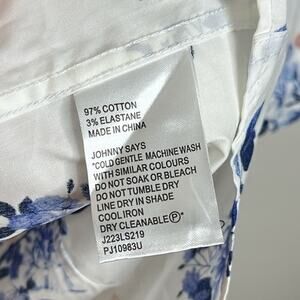 97% COTTON
3% ELASTANE
MADE IN CHINA
JOHNNY SAYS
"COLD GENTLE MACHINE WASH
WITH SIMILAR COLOURS
DO NOT SOAK OR BLEACH
DO NOT TUMBLE DRY
LINE DRY IN SHADE
COOL IRON
DRY CLEANABLE Ⓟ"
J223LS219
PJ10983U